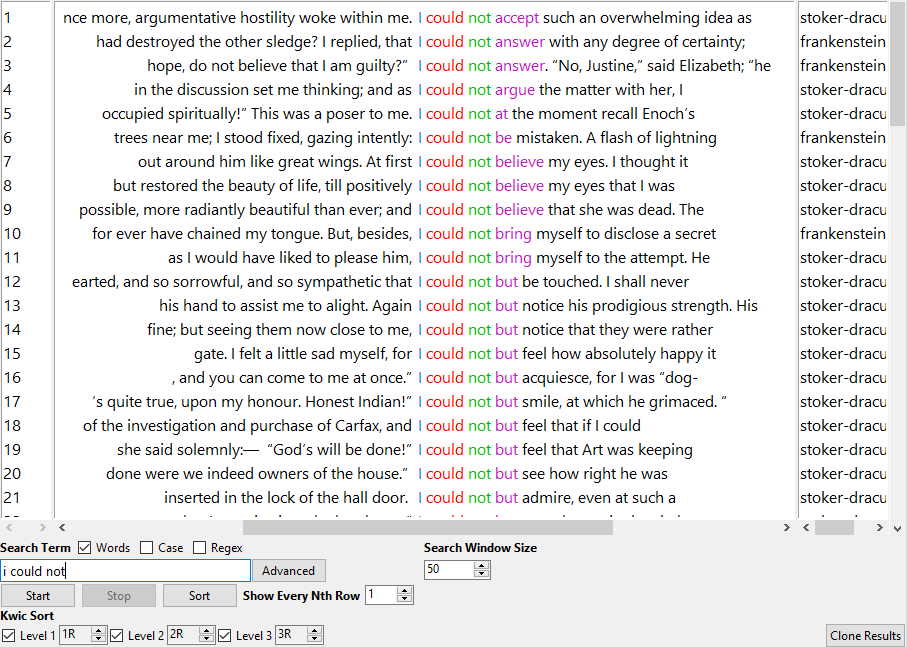 1 nce more, argumentative hostility woke within me. I could not accept such an overwhelming idea as stoker-dracu
2 had destroyed the other sledge? I replied, that I could not answer with any degree of certainty; frankenstein
3 hope, do not believe that I am guilty?” I could not answer. “No, Justine,” said Elizabeth; “he frankenstein
4 in the discussion set me thinking; and as I could not argue the matter with her, I stoker-dracu
5 occupied spiritually!” This was a poser to me. I could not at the moment recall Enoch’s stoker-dracu
6 trees near me; I stood fixed, gazing intently: I could not be mistaken. A flash of lightning frankenstein
7 out around him like great wings. At first I could not believe my eyes. I thought it stoker-dracu
8 but restored the beauty of life, till positively I could not believe my eyes that I was stoker-dracu
9 possible, more radiantly beautiful than ever; and I could not believe that she was dead. The stoker-dracu
10 for ever have chained my tongue. But, besides, I could not bring myself to disclose a secret frankenstein
11 as I would have liked to please him, I could not bring myself to the attempt. He stoker-dracu
12 earted, and so sorrowful, and so sympathetic that I could not but be touched. I shall never stoker-dracu
13 his hand to assist me to alight. Again I could not but notice his prodigious strength. His stoker-dracu
14 fine; but seeing them now close to me, I could not but notice that they were rather stoker-dracu
15 gate. I felt a little sad myself, for I could not but feel how absolutely happy it stoker-dracu
16 , and you can come to me at once.” I could not but acquiesce, for I was “dog- stoker-dracu
17 ’s quite true, upon my honour. Honest Indian!” I could not but smile, at which he grimaced. “ stoker-dracu
18 of the investigation and purchase of Carfax, and I could not but feel that if I could stoker-dracu
19 she said solemnly:— “God’s will be done!” I could not but feel that Art was keeping stoker-dracu
20 done were we indeed owners of the house.” I could not but see how right he was stoker-dracu
21 inserted in the lock of the hall door. I could not but admire, even at such a stoker-dracu
Search Term Words Case Regex Search Window Size
i could not Advanced 50
Start Stop Sort Show Every Nth Row 1
Kwic Sort
Level 1 1R Level 2 2R Level 3 3R Clone Results